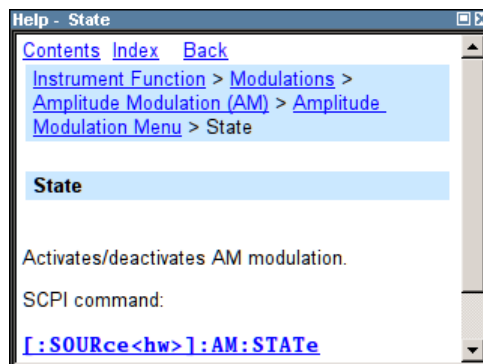 Help - State
Contents Index Back
Instrument Function > Modulations >
Amplitude Modulation (AM) > Amplitude
Modulation Menu > State
State
Activates/deactivates AM modulation.
SCPI command:
[:SOURce<hw>]:AM:STATe